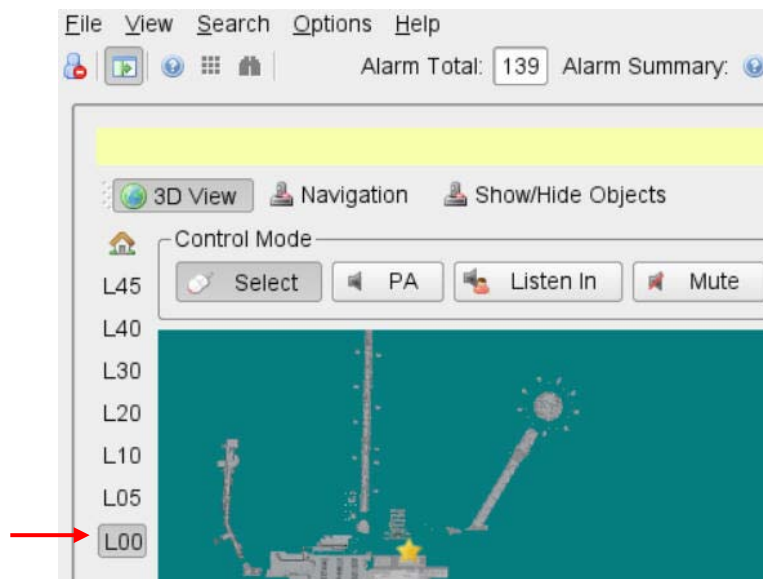 File View Search Options Help
Alarm Total: 139 Alarm Summary:
3D View Navigation Show/Hide Objects
Control Mode
Select PA Listen In Mute
L45
L40
L30
L20
L10
L05
L00